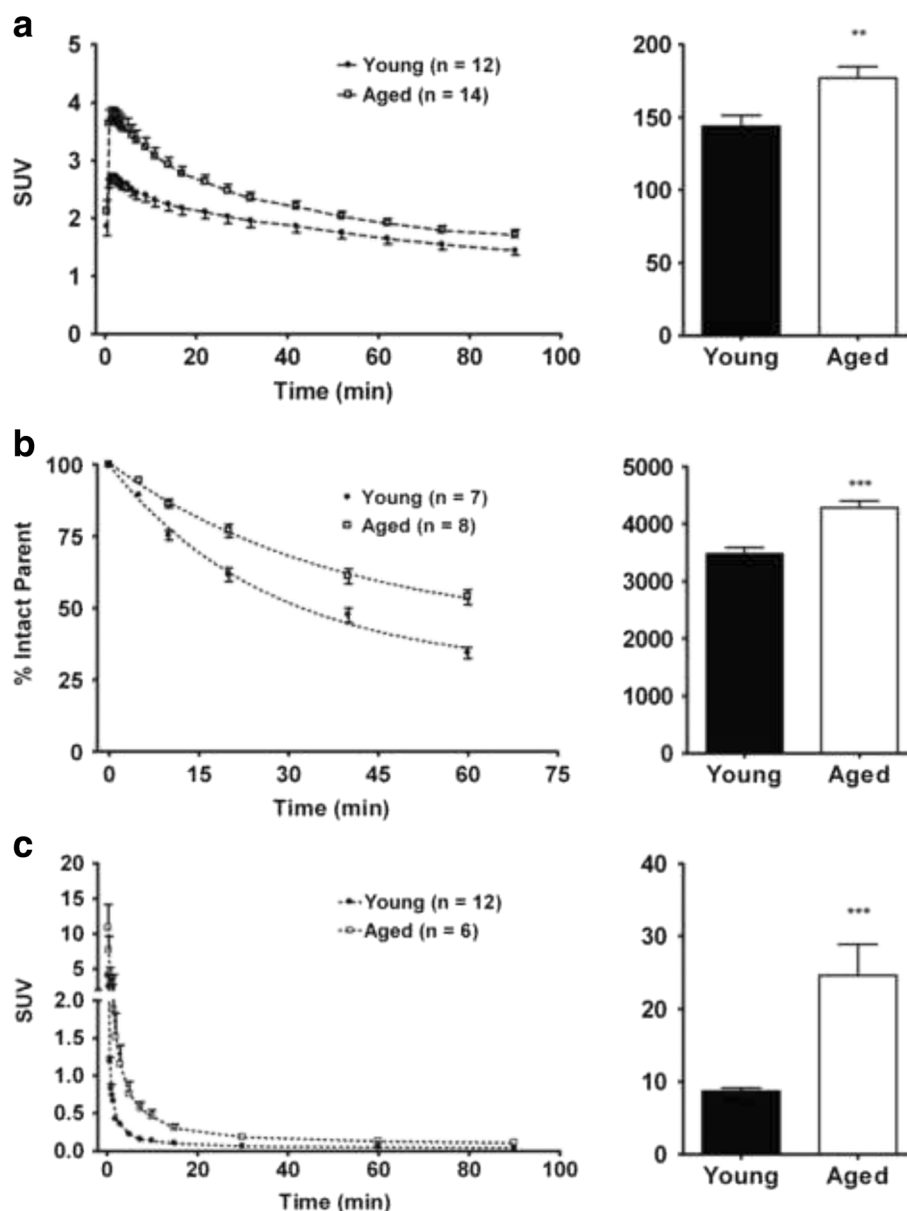 a
SUV
5
4
3
2
1
0
0 20 40 60 80 100
Time (min)
Young (n = 12)
Aged (n = 14)
**
200
150
100
50
0
Young Aged
b
% Intact Parent
100
75
50
25
0
0 15 30 45 60 75
Time (min)
Young (n = 7)
Aged (n = 8)
***
5000
4000
3000
2000
1000
0
Young Aged
c
SUV
20
15
10
5
2.0
1.5
1.0
0.5
0.0
0 20 40 60 80 100
Time (min)
Young (n = 12)
Aged (n = 6)
***
40
30
20
10
0
Young Aged